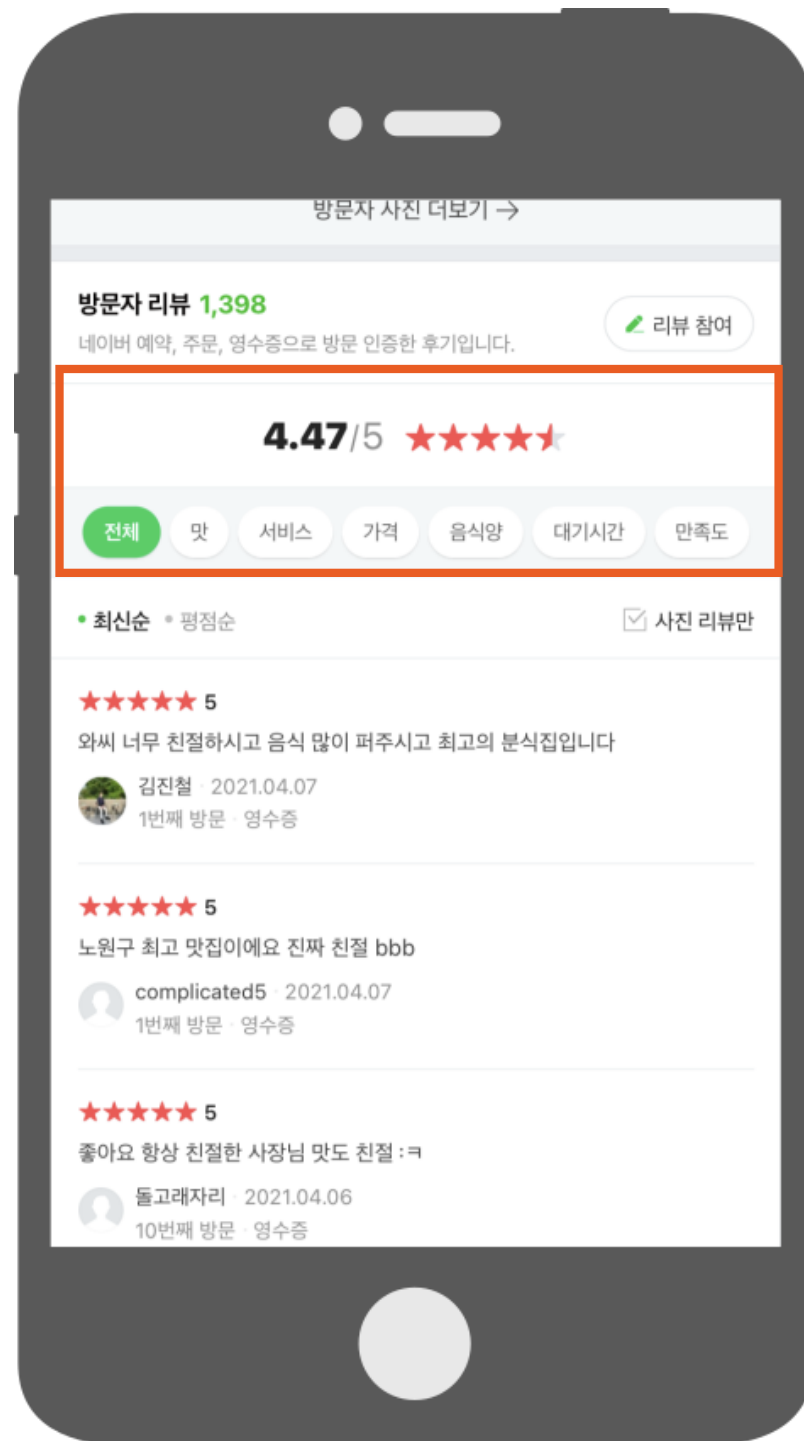 방문자 사진 더보기 →
방문자 리뷰 1,398
네이버 예약, 주문, 영수증으로 방문 인증한 후기입니다.
리뷰 참여
4.47/5
전체 맛 서비스 가격 음식양 대기시간 만족도
• 최신순 • 평점순 사진 리뷰만
★★★★★ 5
와씨 너무 친절하시고 음식 많이 퍼주시고 최고의 분식집입니다
김진철 · 2021.04.07
1번째 방문 · 영수증
★★★★★ 5
노원구 최고 맛집이에요 진짜 친절 bbb
complicated5 · 2021.04.07
1번째 방문 · 영수증
★★★★★ 5
좋아요 항상 친절한 사장님 맛도 친절 :ㅋ
돌고래자리 · 2021.04.06
10번째 방문 · 영수증